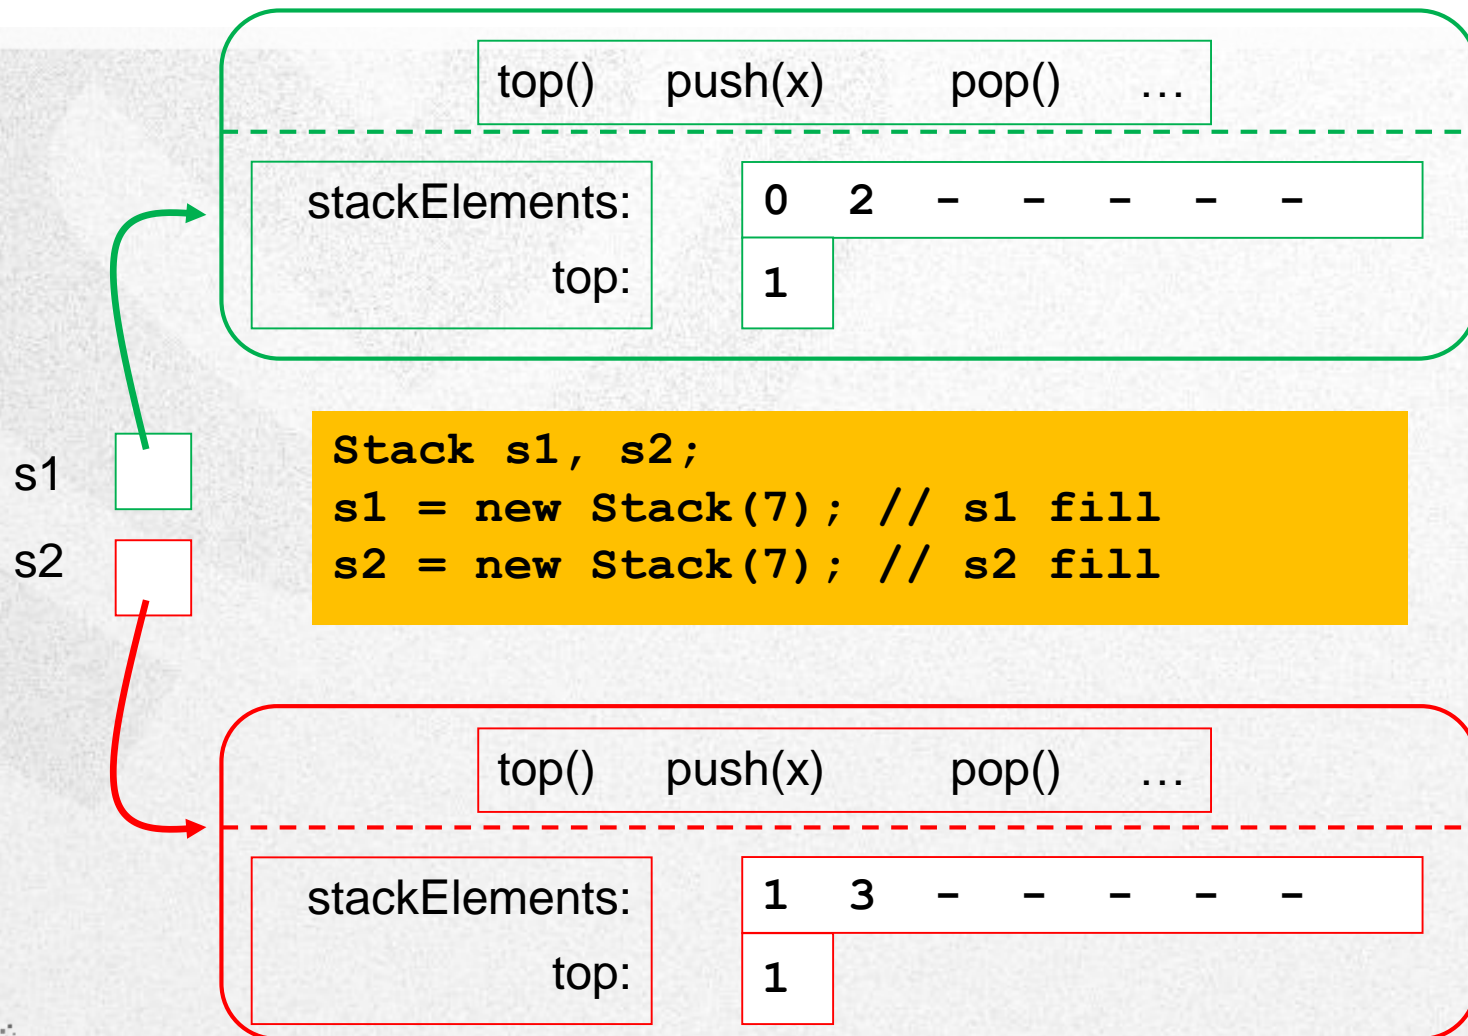 top() push(x) pop() …
stackElements: 0 2 - - - - -
top: 1
s1
s2
Stack s1, s2;
s1 = new Stack(7); // s1 fill
s2 = new Stack(7); // s2 fill
top() push(x) pop() …
stackElements: 1 3 - - - - -
top: 1